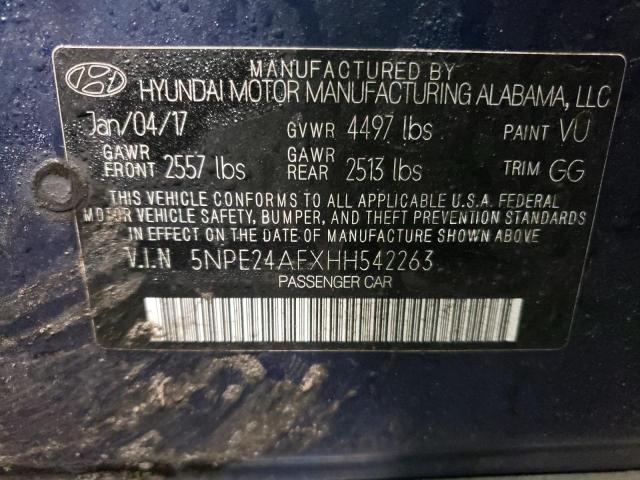 MANUFACTURED BY
HYUNDAI MOTOR MANUFACTURING ALABAMA, LLC
Jan/04/17 GVWR 4497 lbs PAINT VU
GAWR FRONT 2557 lbs GAWR REAR 2513 lbs TRIM GG
THIS VEHICLE CONFORMS TO ALL APPLICABLE U.S.A. FEDERAL
MOTOR VEHICLE SAFETY, BUMPER, AND THEFT PREVENTION STANDARDS
IN EFFECT ON THE DATE OF MANUFACTURE SHOWN ABOVE.
V.I.N 5NPE24AFXHH542263
PASSENGER CAR